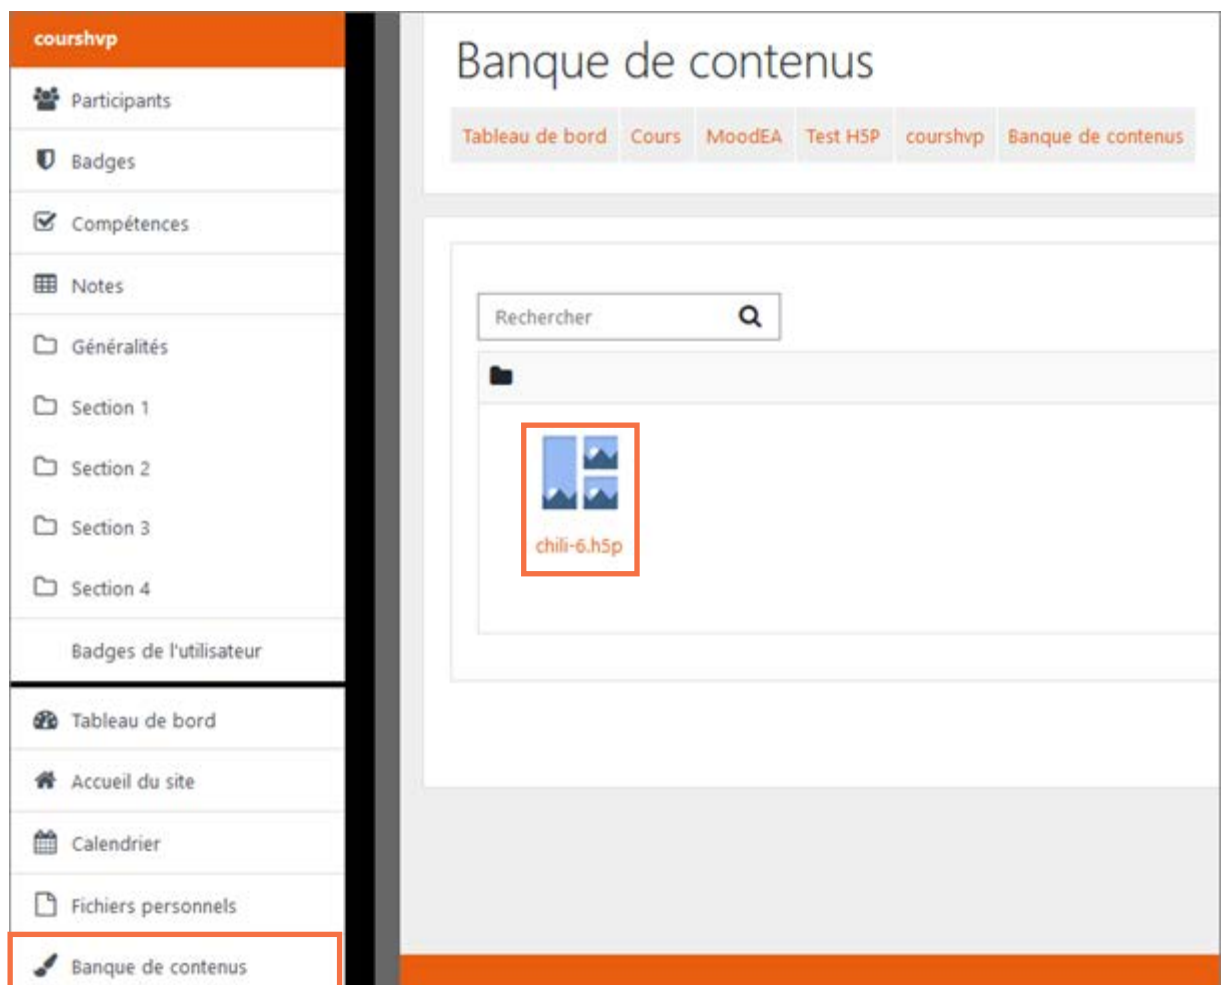 courshvp
Participants
Badges
Compétences
Notes
Généralités
Section 1
Section 2
Section 3
Section 4
Badges de l'utilisateur
Tableau de bord
Accueil du site
Calendrier
Fichiers personnels
Banque de contenus
Banque de contenus
Tableau de bord Cours MoodEA Test H5P courshvp Banque de contenus
Rechercher
chili-6.h5p